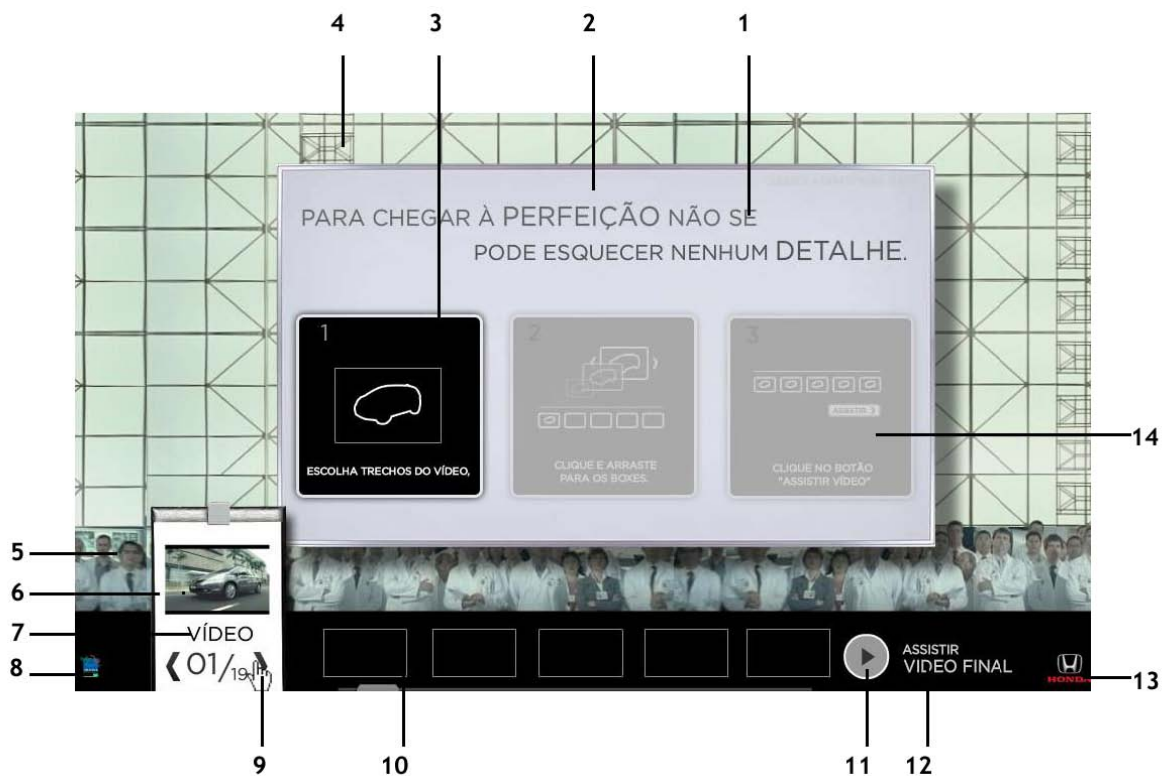 4 3 2 1
PARA CHEGAR À PERFEIÇÃO NÃO SE
PODE ESQUECER NENHUM DETALHE.
1
ESCOLHA TRECHOS DO VÍDEO,
2
CLIQUE E ARRASTE
PARA OS BOXES.
3
ASSISTIR
CLIQUE NO BOTÃO
"ASSISTIR VÍDEO"
14
5
6
7
8
VÍDEO
01/19
ASSISTIR
VIDEO FINAL
HONDA
13
9 10 11 12